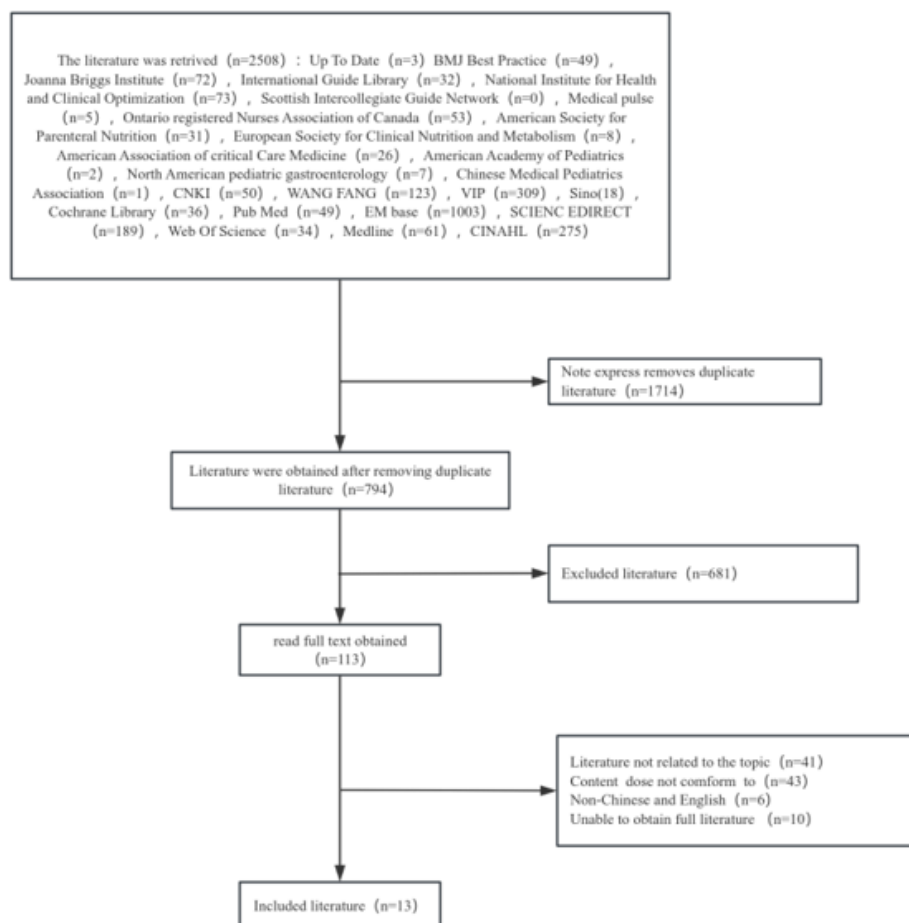 The literature was retrived (n=2508) : Up To Date (n=3) BMJ Best Practice (n=49) ,
Joanna Briggs Institute (n=72) , International Guide Library (n=32) , National Institute for Health
and Clinical Optimization (n=73) , Scottish Intercollegiate Guide Network (n=0) , Medical pulse
(n=5) , Ontario registered Nurses Association of Canada (n=53) , American Society for
Parenteral Nutrition (n=31) , European Society for Clinical Nutrition and Metabolism (n=8) ,
American Association of critical Care Medicine (n=26) , American Academy of Pediatrics
(n=2) , North American pediatric gastroenterology (n=7) , Chinese Medical Pediatrics
Association (n=1) , CNKI (n=50) , WANG FANG (n=123) , VIP (n=309) , Sino(18) ,
Cochrane Library (n=36) , Pub Med (n=49) , EM base (n=1003) , SCIENC EDIRECT
(n=189) , Web Of Science (n=34) , Medline (n=61) , CINAHL (n=275)
Note express removes duplicate
literature (n=1714)
Literature were obtained after removing duplicate
literature (n=794)
Excluded literature (n=681)
read full text obtained
(n=113)
Literature not related to the topic (n=41)
Content dose not comform to (n=43)
Non-Chinese and English (n=6)
Unable to obtain full literature (n=10)
Included literature (n=13)